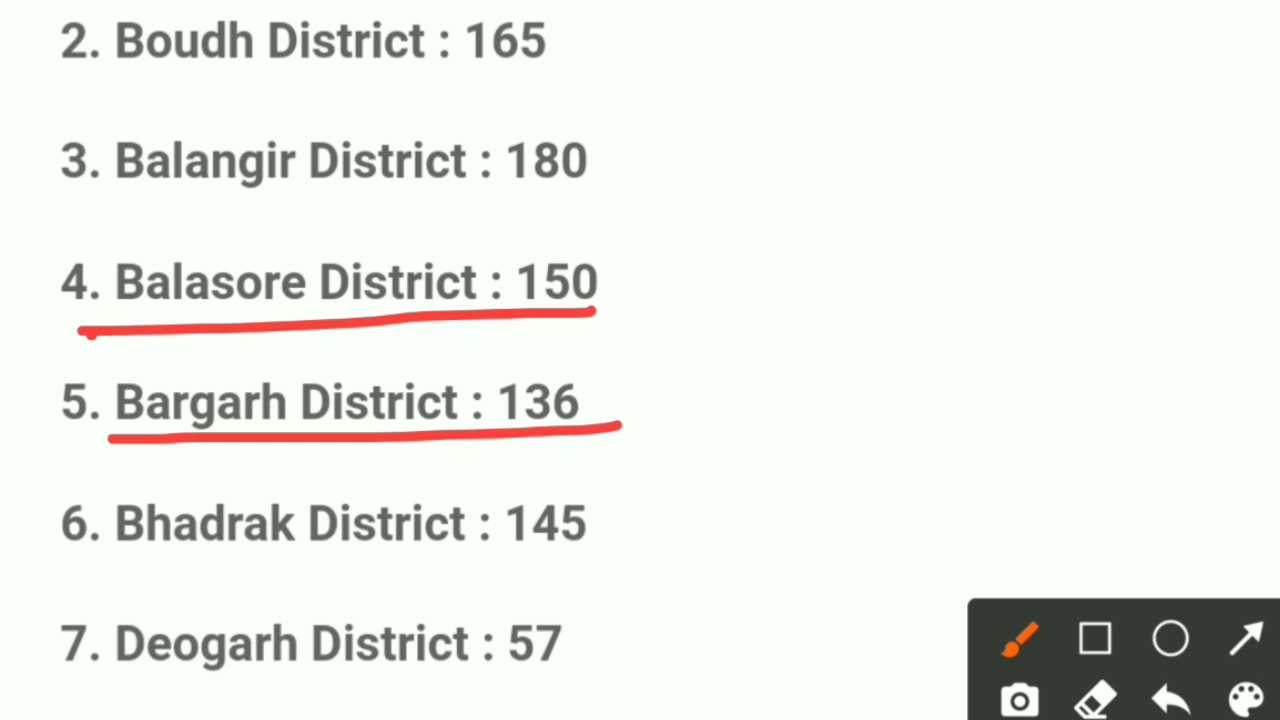 2. Boudh District : 165
3. Balangir District : 180
4. Balasore District : 150
5. Bargarh District : 136
6. Bhadrak District : 145
7. Deogarh District : 57